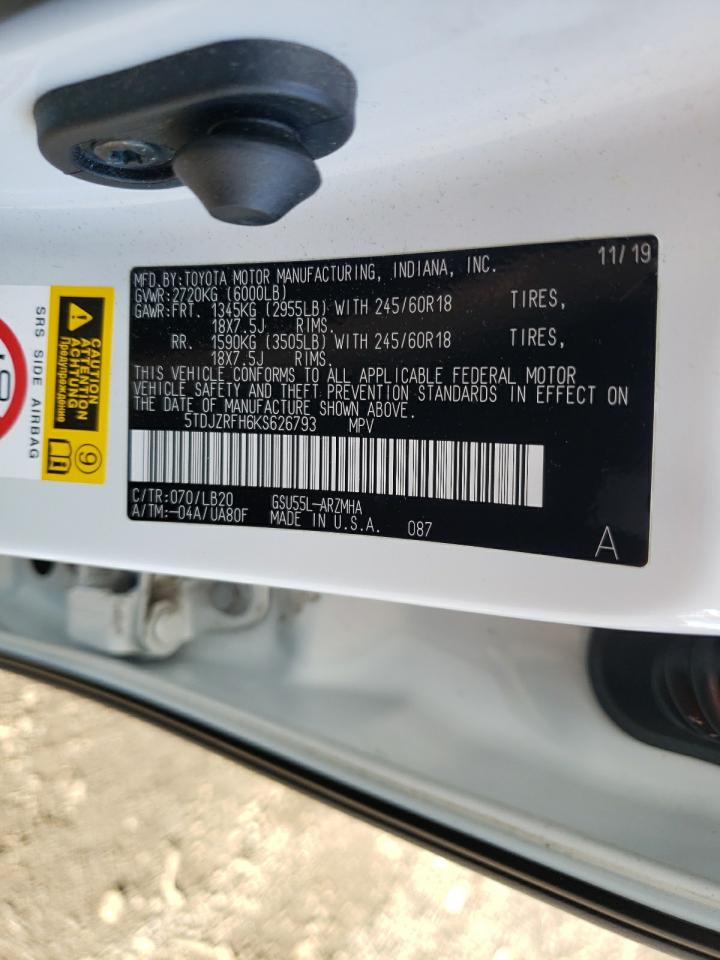 MFD.BY:TOYOTA MOTOR MANUFACTURING, INDIANA, INC. 11/19
GVWR:2720KG (6000LB)
GAWR:FRT. 1345KG (2955LB) WITH 245/60R18 TIRES,
18X7.5J RIMS.
RR. 1590KG (3505LB) WITH 245/60R18 TIRES,
18X7.5J RIMS.
THIS VEHICLE CONFORMS TO ALL APPLICABLE FEDERAL MOTOR
VEHICLE SAFETY AND THEFT PREVENTION STANDARDS IN EFFECT ON
THE DATE OF MANUFACTURE SHOWN ABOVE.
5TDJZRFH6KS626793 MPV
C/TR:070/LB20 GSU55L-ARZMHA
A/TM:-04A/UA80F MADE IN U.S.A. 087
A
CAUTION
ATTENTION
ACHTUNG
Предупреждение
9
SRS SIDE AIRBAG